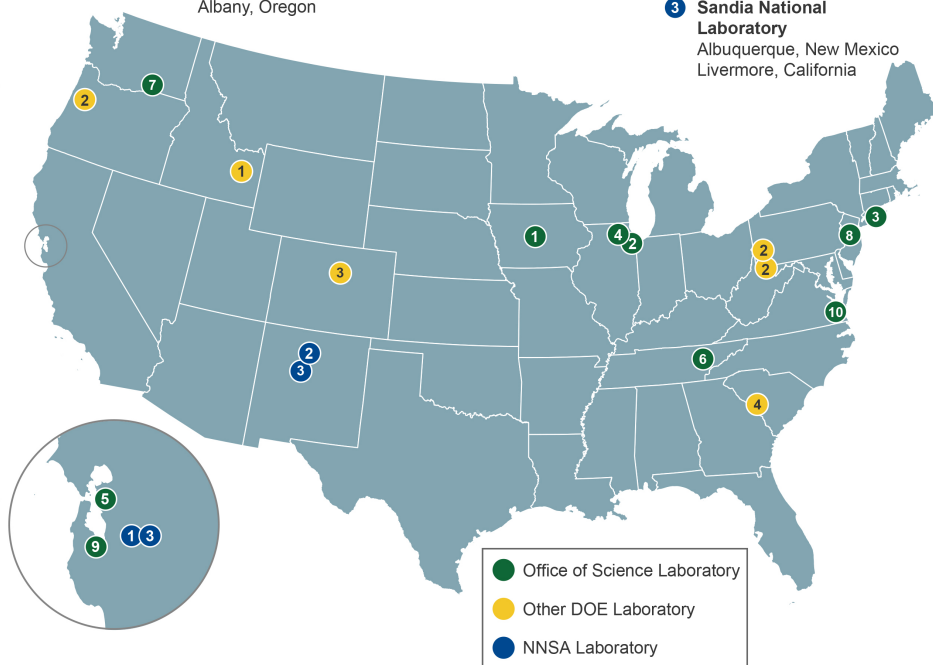 Albany, Oregon
3 Sandia National
Laboratory
Albuquerque, New Mexico
Livermore, California
7
2
1
3
1
4
2
3
8
2
2
10
6
4
2
3
5
1 3
9
Office of Science Laboratory
Other DOE Laboratory
NNSA Laboratory